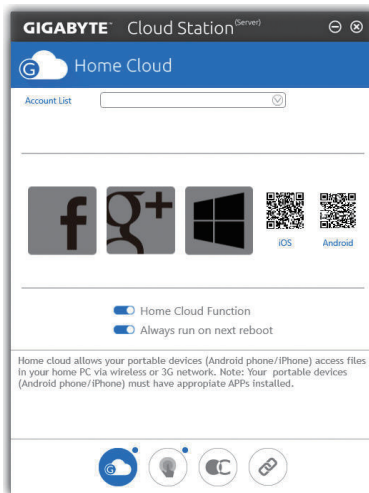 GIGABYTE™ Cloud Station (Server)
Home Cloud
Account List
f g+
iOS Android
Home Cloud Function
Always run on next reboot
Home cloud allows your portable devices (Android phone/iPhone) access files
in your home PC via wireless or 3G network. Note: Your portable devices
(Android phone/iPhone) must have appropiate APPs installed.